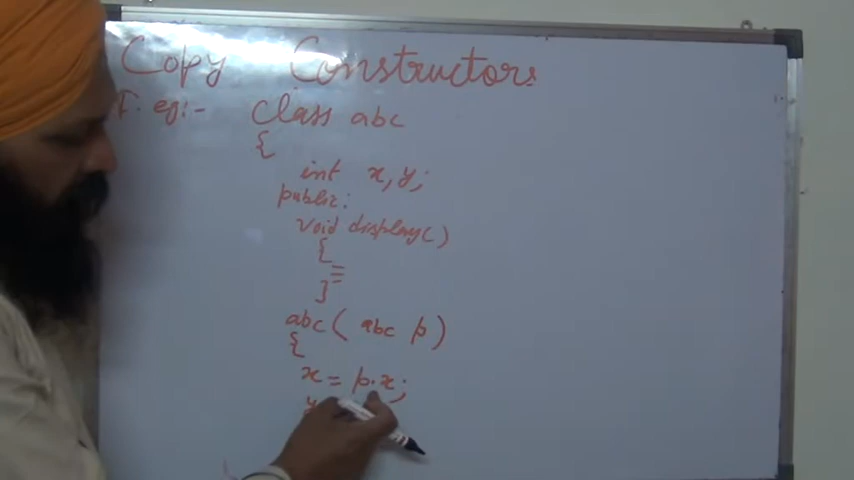 Copy Constructors
eg:-
Class abc
{
int x,y;
public:
void display()
{
=
}
abc( abc p)
{
x = p.x;
y